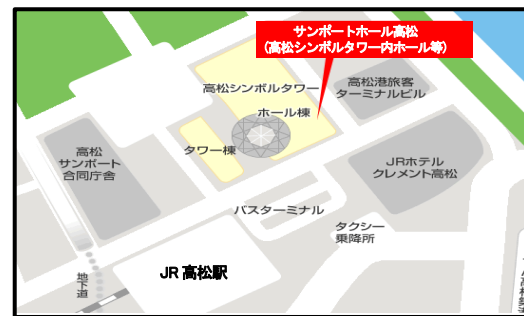 サンポートホール高松
(高松シンボルタワー内ホール等)
高松シンボルタワー
ホール棟
高松港旅客
ターミナルビル
高松
サンポート
合同庁舎
タワー棟
JRホテル
クレメント高松
バスターミナル
タクシー
乗降所
JR 高松駅
地下道